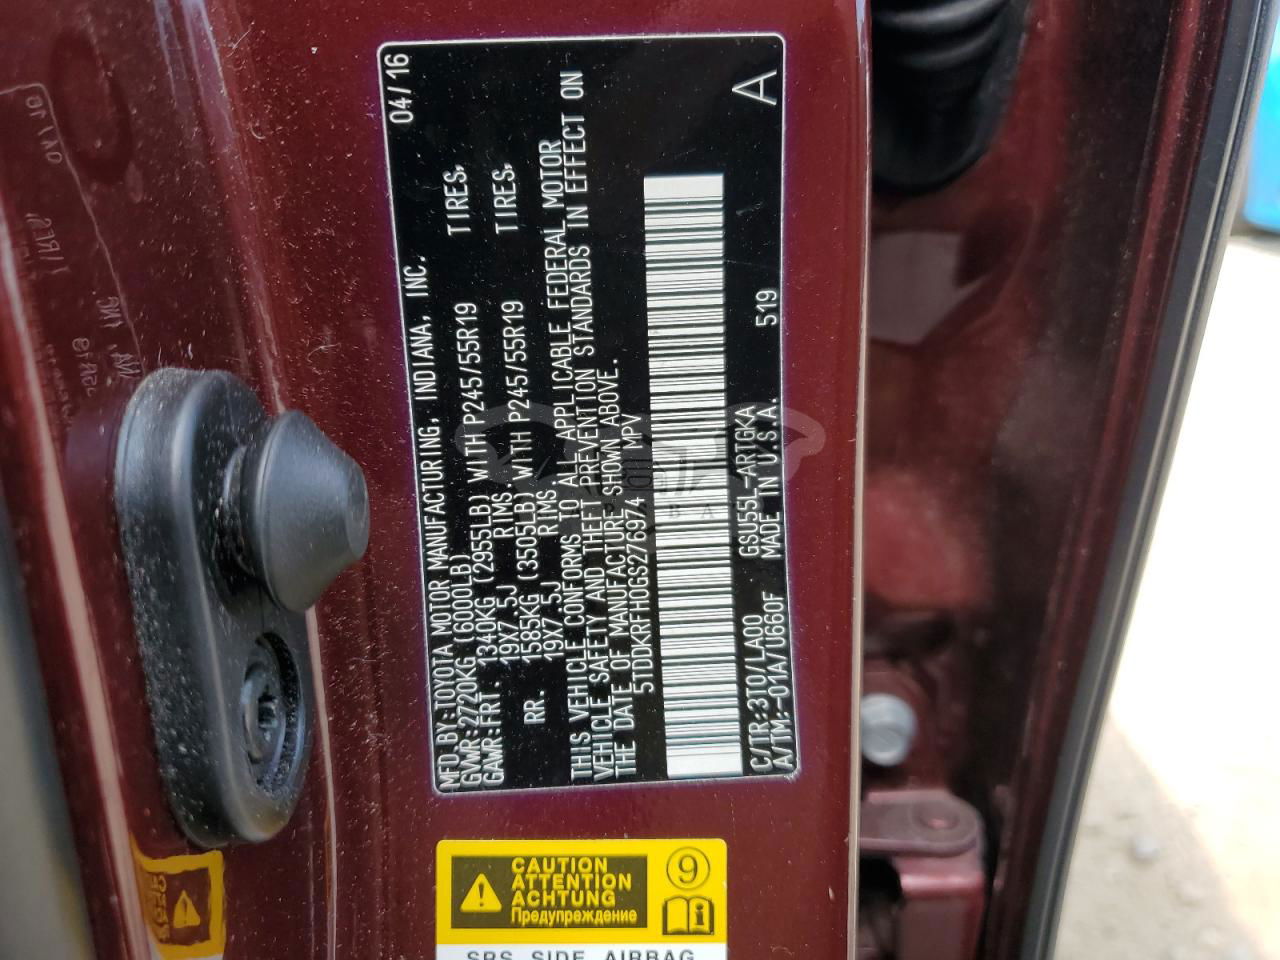 MFD.BY:TOYOTA MOTOR MANUFACTURING, INDIANA, INC. 04/16
GVWR:2720KG (6000LB)
GAWR:FRT. 1340KG (2955LB) WITH P245/55R19 TIRES,
19X7.5J RIMS.
RR. 1585KG (3505LB) WITH P245/55R19 TIRES,
19X7.5J RIMS.
THIS VEHICLE CONFORMS TO ALL APPLICABLE FEDERAL MOTOR
VEHICLE SAFETY AND THEFT PREVENTION STANDARDS IN EFFECT ON
THE DATE OF MANUFACTURE SHOWN ABOVE.
5TDDKRFH0GS276974 MPV
C/TR:3T0/LA00 GSU55L-ARTGKA 519 A
A/TM:-01A/U660F MADE IN U.S.A.
CAUTION
ATTENTION
ACHTUNG
Предупреждение
9
SRS SIDE AIRBAG